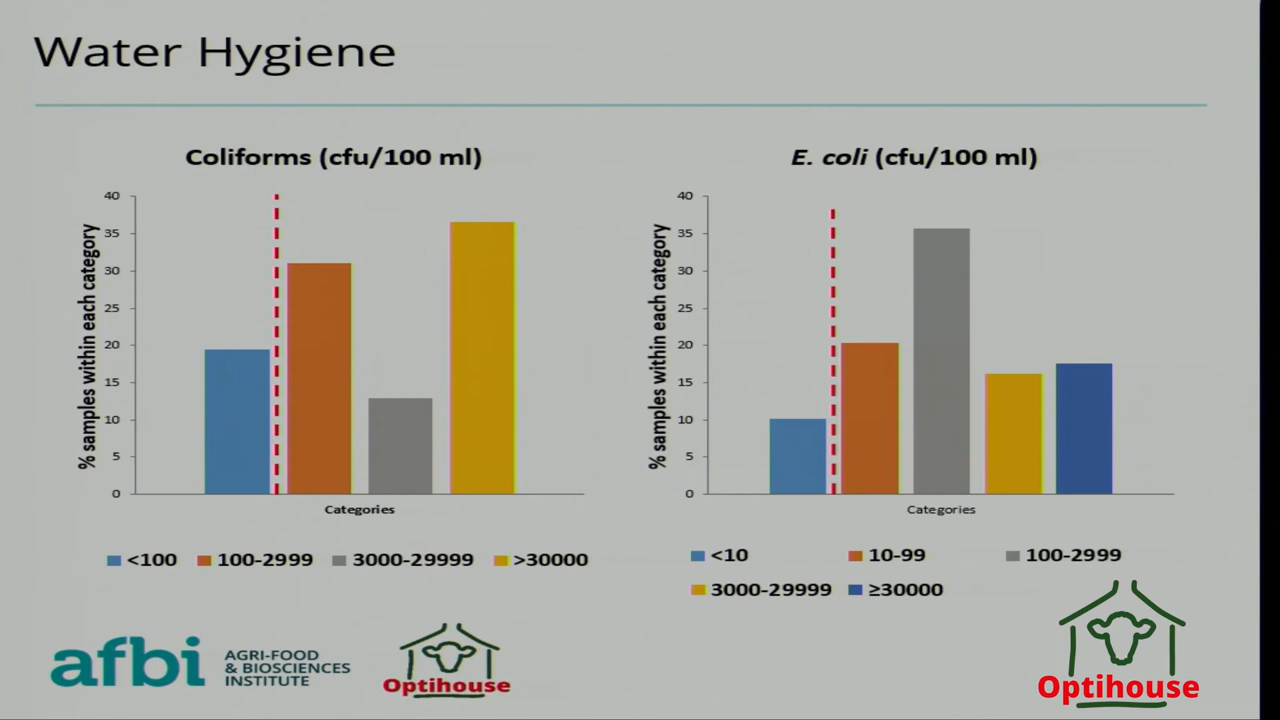 Water Hygiene
Coliforms (cfu/100 ml)
% samples within each category
40
35
30
25
20
15
10
5
0
Categories
<100 100-2999 3000-29999 >30000
E. coli (cfu/100 ml)
% samples within each category
40
35
30
25
20
15
10
5
0
Categories
<10 10-99 100-2999
3000-29999 ≥30000
afbi
AGRI-FOOD
& BIOSCIENCES
INSTITUTE
Optihouse
Optihouse